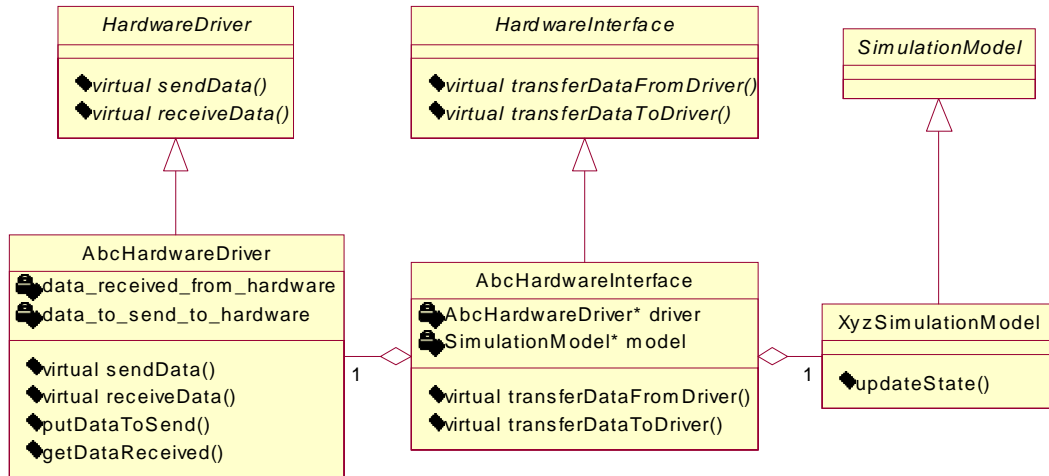 HardwareDriver
virtual sendData()
virtual receiveData()
HardwareInterface
virtual transferDataFromDriver()
virtual transferDataToDriver()
SimulationModel
AbcHardwareDriver
data_received_from_hardware
data_to_send_to_hardware
virtual sendData()
virtual receiveData()
putDataToSend()
getDataReceived()
1
AbcHardwareInterface
AbcHardwareDriver* driver
SimulationModel* model
virtual transferDataFromDriver()
virtual transferDataToDriver()
1
XyzSimulationModel
updateState()